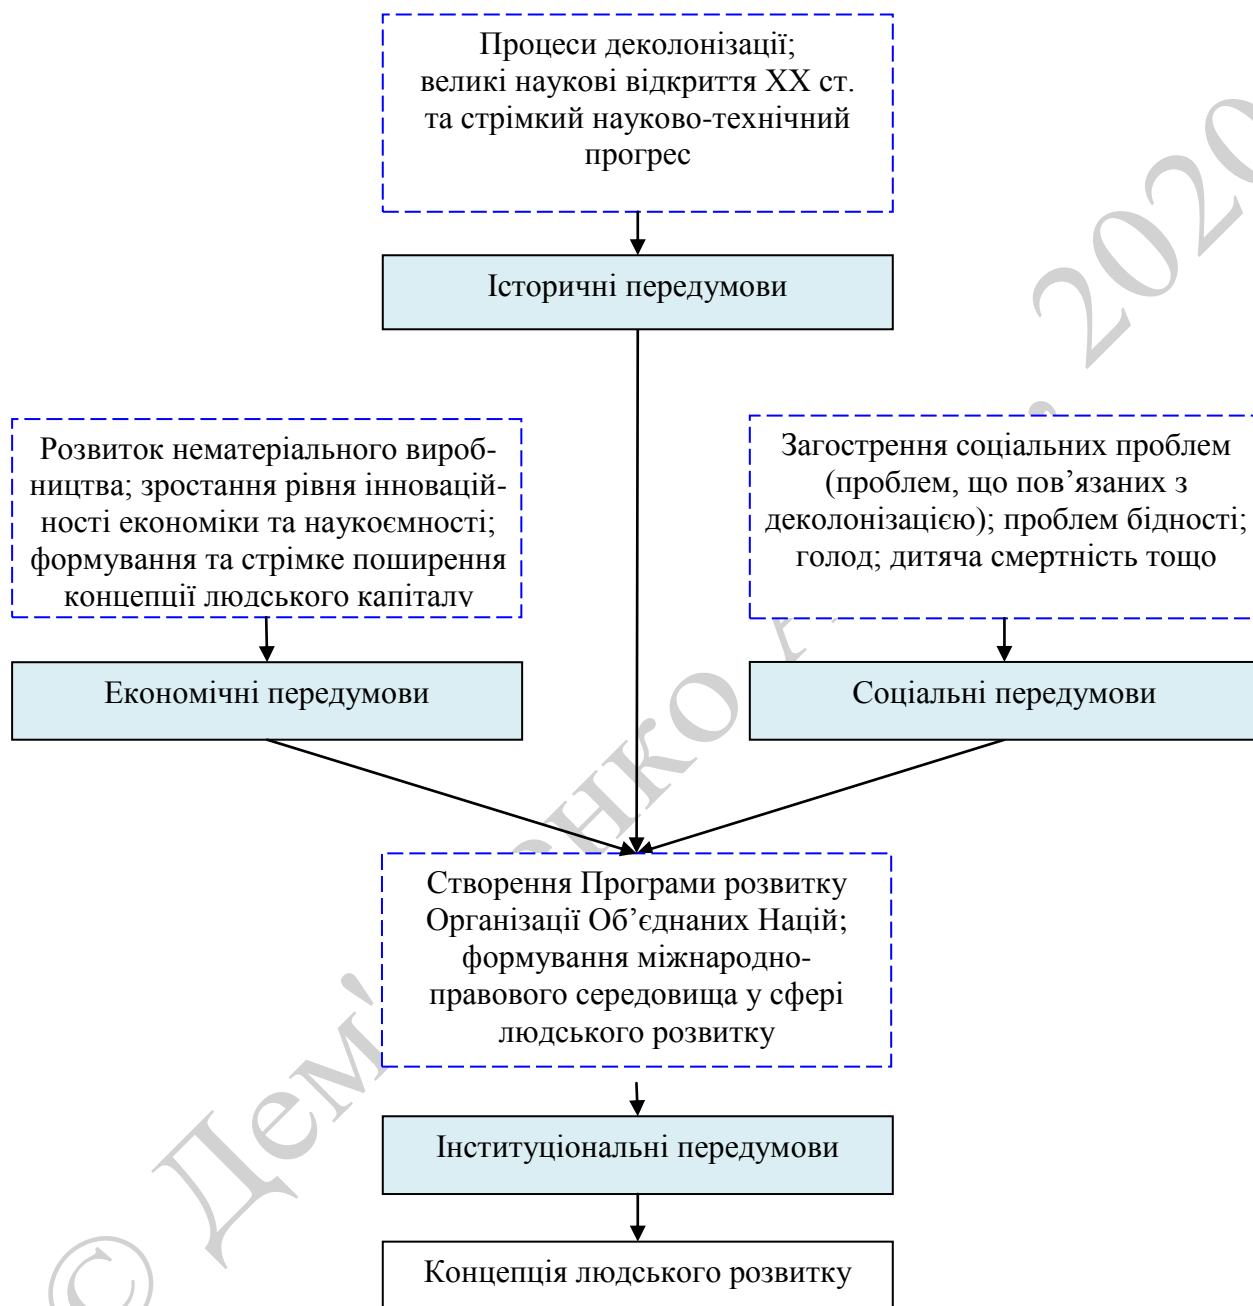 Процеси деколонізації;
великі наукові відкриття ХХ ст.
та стрімкий науково-технічний
прогрес
Історичні передумови
Розвиток нематеріального вироб-
ництва; зростання рівня інновацій-
ності економіки та наукоємності;
формування та стрімке поширення
концепції людського капіталу
Економічні передумови
Загострення соціальних проблем
(проблем, що пов’язаних з
деколонізацією); проблем бідності;
голод; дитяча смертність тощо
Соціальні передумови
Створення Програми розвитку
Організації Об’єднаних Націй;
формування міжнародно-
правового середовища у сфері
людського розвитку
Інституціональні передумови
Концепція людського розвитку
© 2020